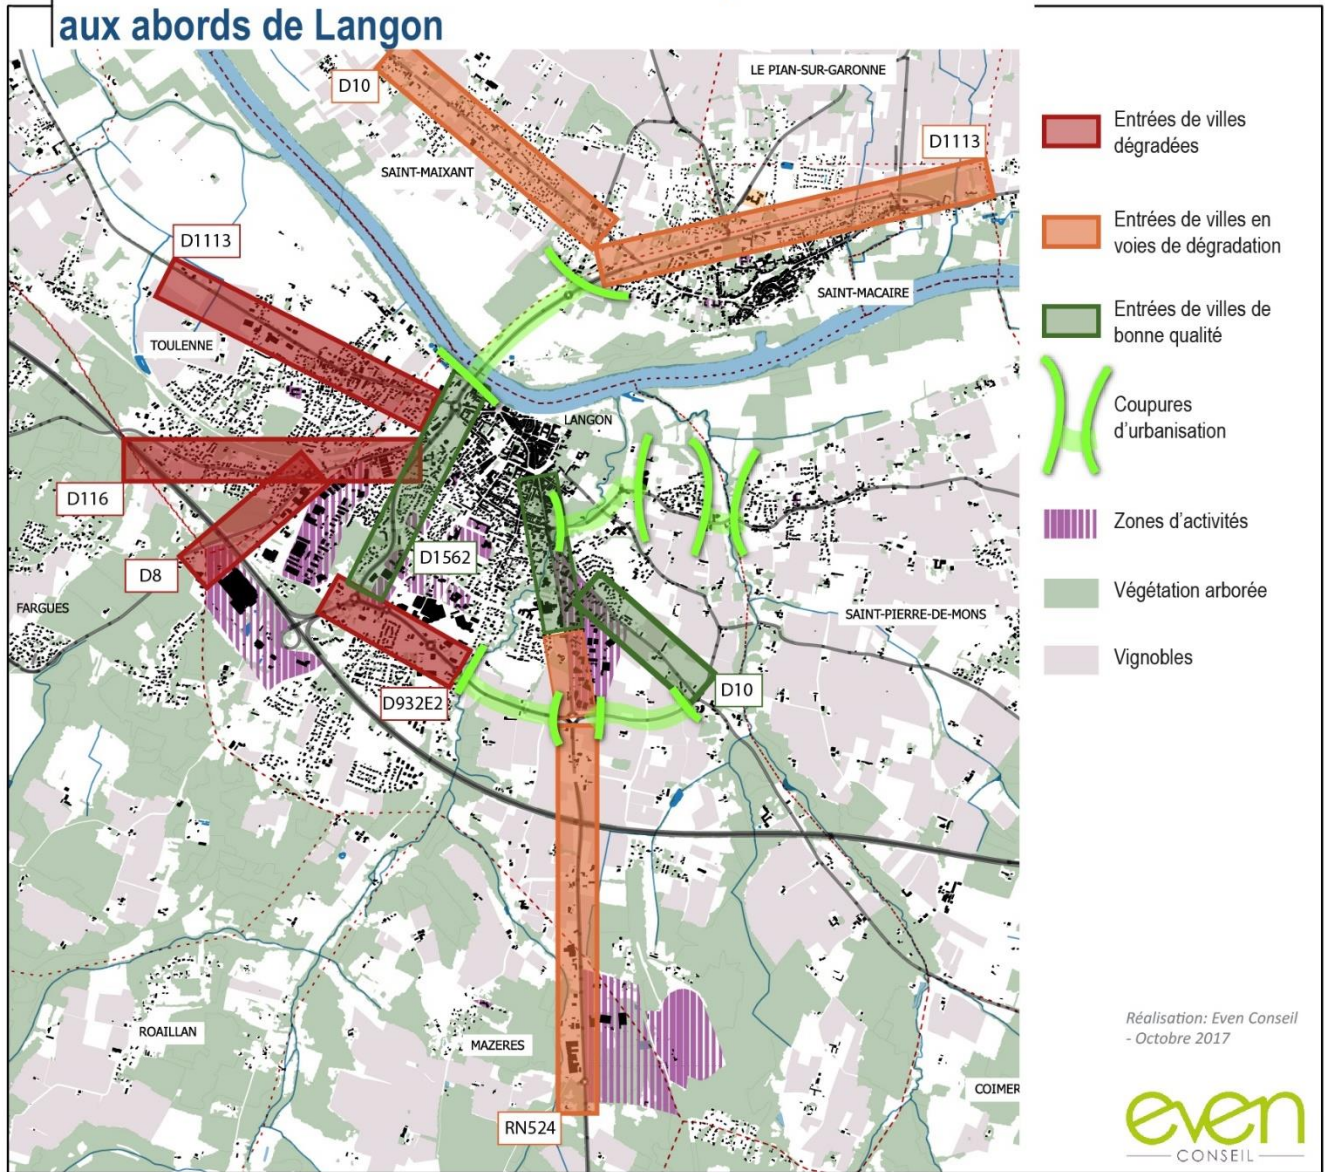 aux abords de Langon
D10
LE PIAN-SUR-GARONNE
D1113
SAINT-MAIXANT
D1113
SAINT-MACAIRE
TOULENNE
LANGON
D116
D1562
D8
FARGUES
SAINT-PIERRE-DE-MONS
D932E2
D10
ROAILLAN
MAZERES
COIMER
RN524
Entrées de villes
dégradées
Entrées de villes en
voies de dégradation
Entrées de villes de
bonne qualité
Coupures
d'urbanisation
Zones d'activités
Végétation arborée
Vignobles
Réalisation: Even Conseil
- Octobre 2017
even
CONSEIL